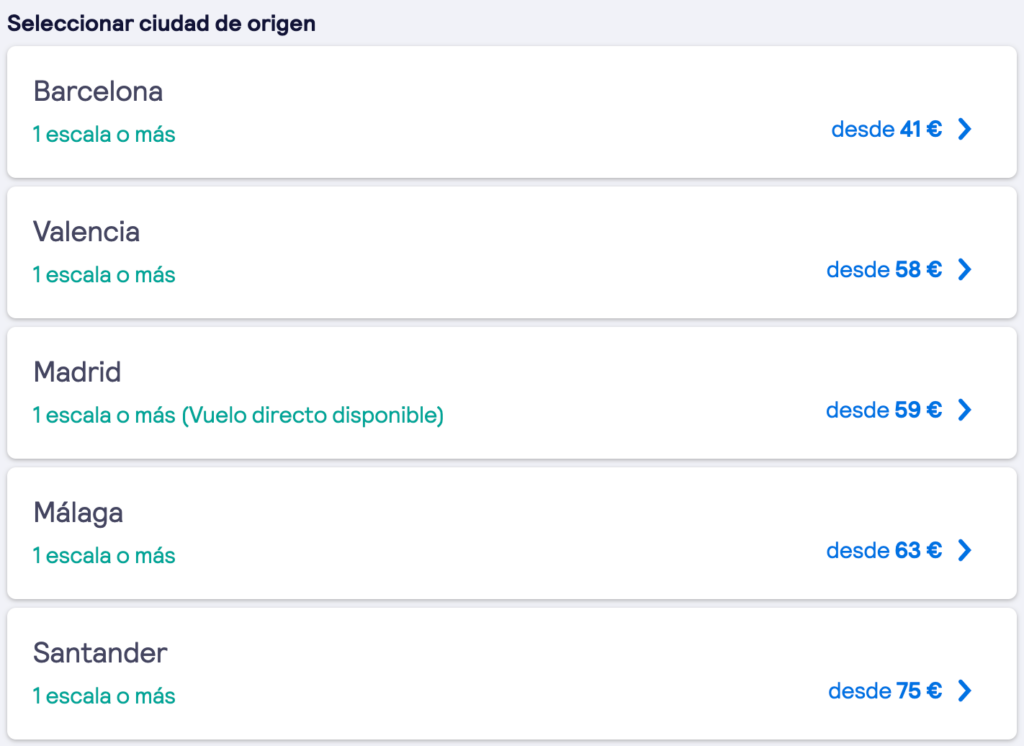 Seleccionar ciudad de origen
Barcelona
1 escala o más
desde 41 €
Valencia
1 escala o más
desde 58 €
Madrid
1 escala o más (Vuelo directo disponible)
desde 59 €
Málaga
1 escala o más
desde 63 €
Santander
1 escala o más
desde 75 €